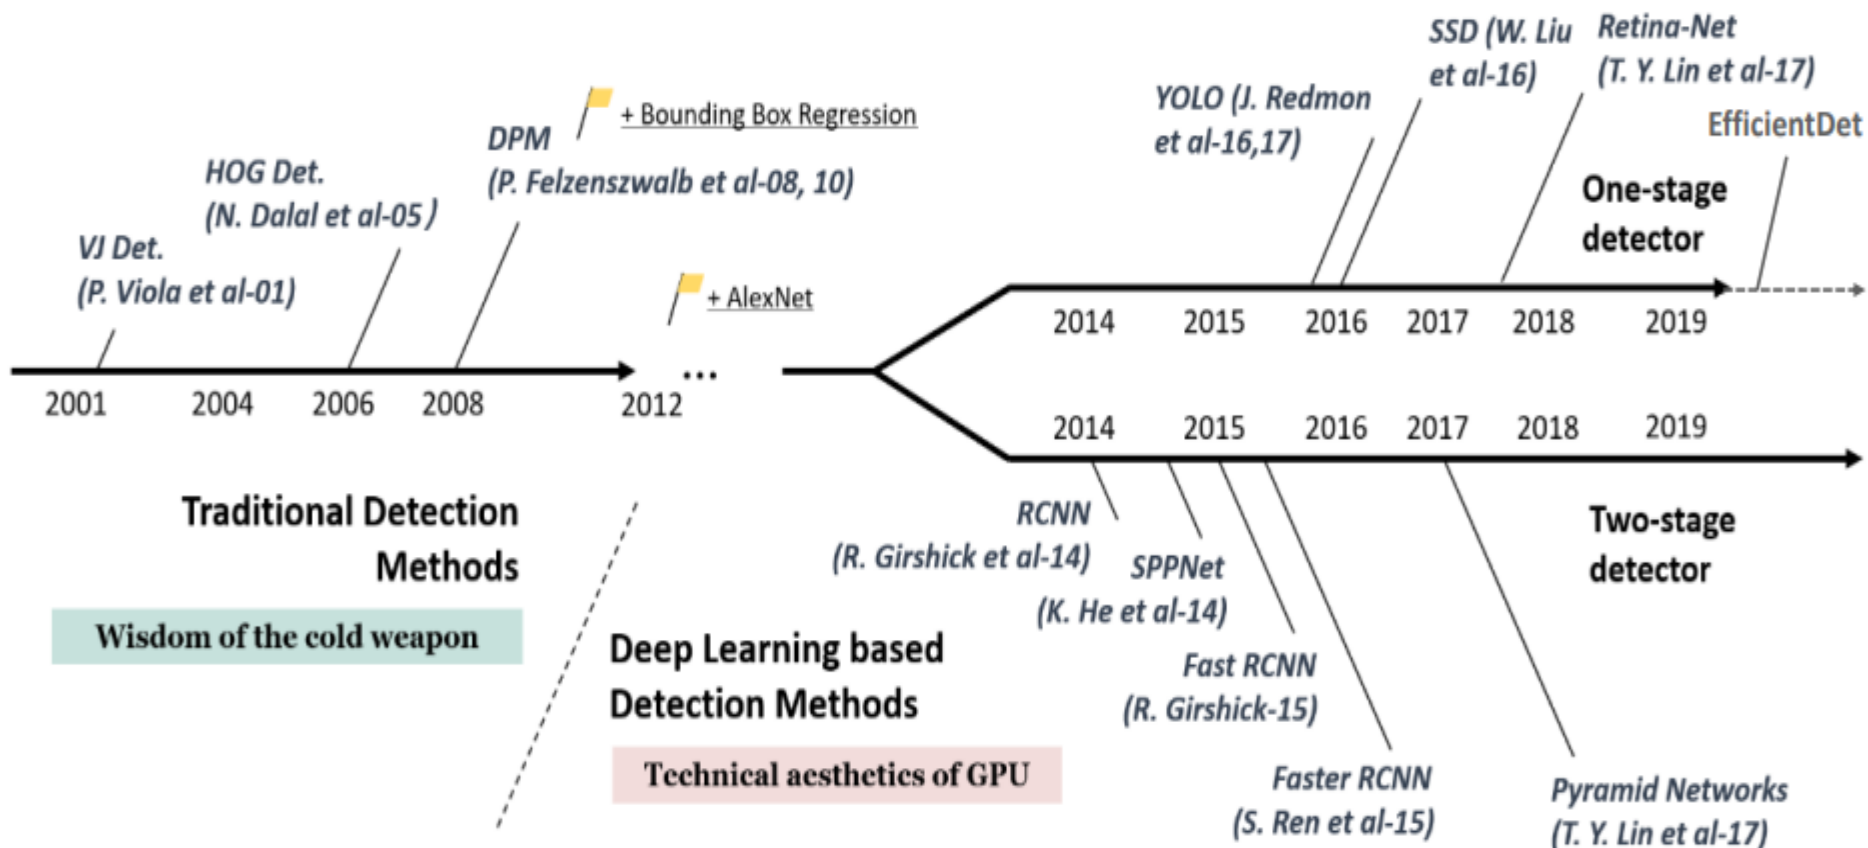 VJ Det.
(P. Viola et al-01)
HOG Det.
(N. Dalal et al-05)
DPM
(P. Felzenszwalb et al-08, 10)
+ Bounding Box Regression
+ AlexNet
...
2001 2004 2006 2008 2012
Traditional Detection
Methods
Wisdom of the cold weapon
Deep Learning based
Detection Methods
Technical aesthetics of GPU
YOLO (J. Redmon
et al-16,17)
SSD (W. Liu
et al-16)
Retina-Net
(T. Y. Lin et al-17)
EfficientDet
One-stage
detector
2014 2015 2016 2017 2018 2019
2014 2015 2016 2017 2018 2019
RCNN
(R. Girshick et al-14)
SPPNet
(K. He et al-14)
Fast RCNN
(R. Girshick-15)
Faster RCNN
(S. Ren et al-15)
Pyramid Networks
(T. Y. Lin et al-17)
Two-stage
detector